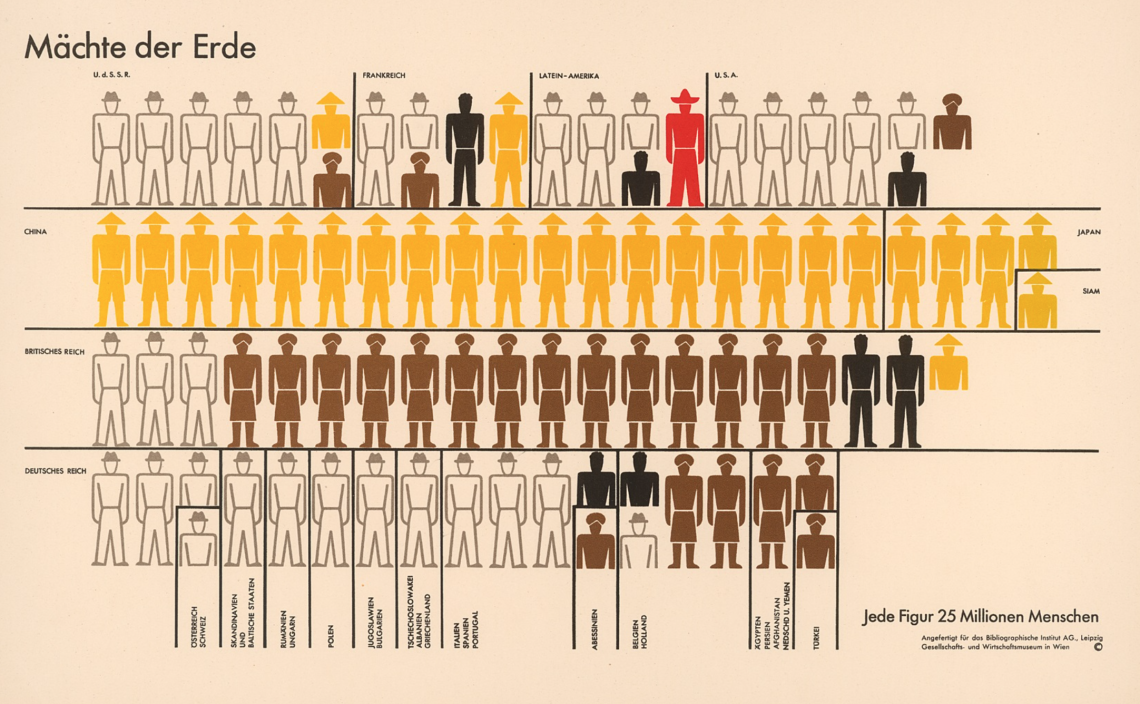 Mächte der Erde
U. d. S. S. R.
FRANKREICH
LATEIN-AMERIKA
U. S. A.
CHINA
JAPAN
SIAM
BRITISCHES REICH
DEUTSCHES REICH
ÖSTERREICH
SCHWEIZ
SKANDINAVIEN
UND
BALTISCHE STAATEN
RUMÄNIEN
UNGARN
POLEN
JUGOSLAWIEN
BULGARIEN
TSCHECHOSLOWAKEI
ALBANIEN
GRIECHENLAND
ITALIEN
SPANIEN
PORTUGAL
ABESSINIEN
BELGIEN
HOLLAND
ÄGYPTEN
PERSIEN
AFGHANISTAN
NEDSCHD U. YEMEN
TÜRKEI
Jede Figur 25 Millionen Menschen
Angefertigt für das Bibliographische Institut AG., Leipzig
Gesellschafts- und Wirtschaftsmuseum in Wien ©